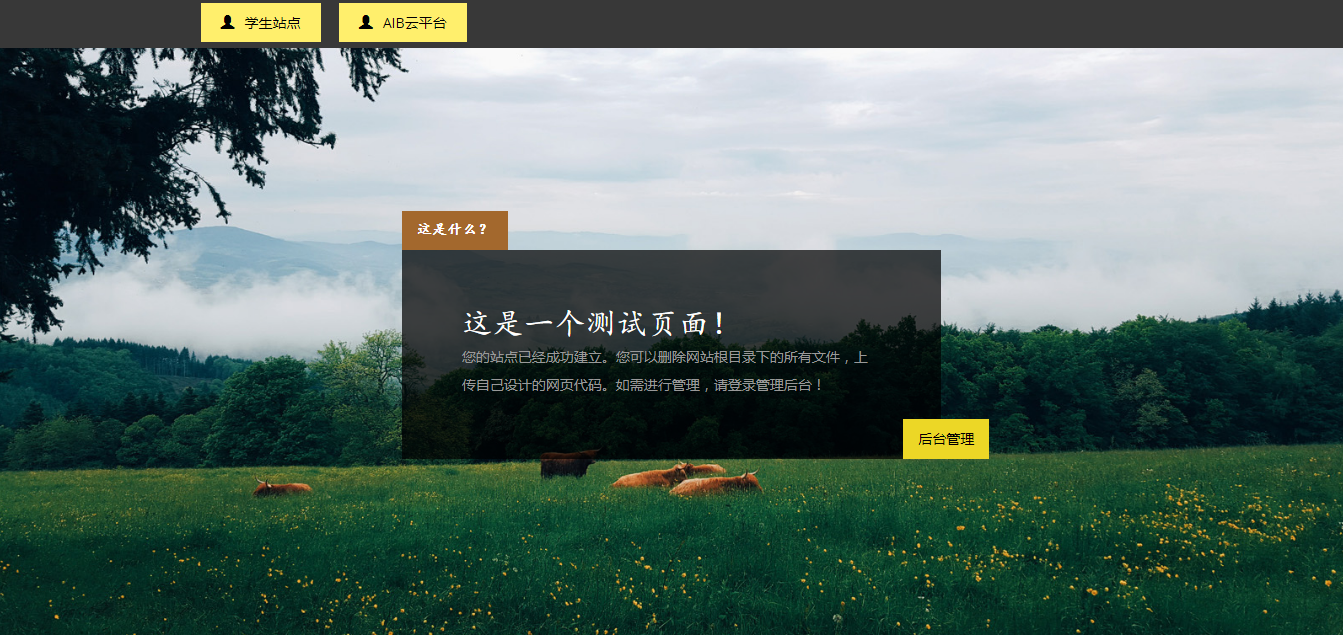 学生站点
AIB云平台
这是什么？
这是一个测试页面！
您的站点已经成功建立。您可以删除网站根目录下的所有文件，上
传自己设计的网页代码。如需进行管理，请登录管理后台！
后台管理